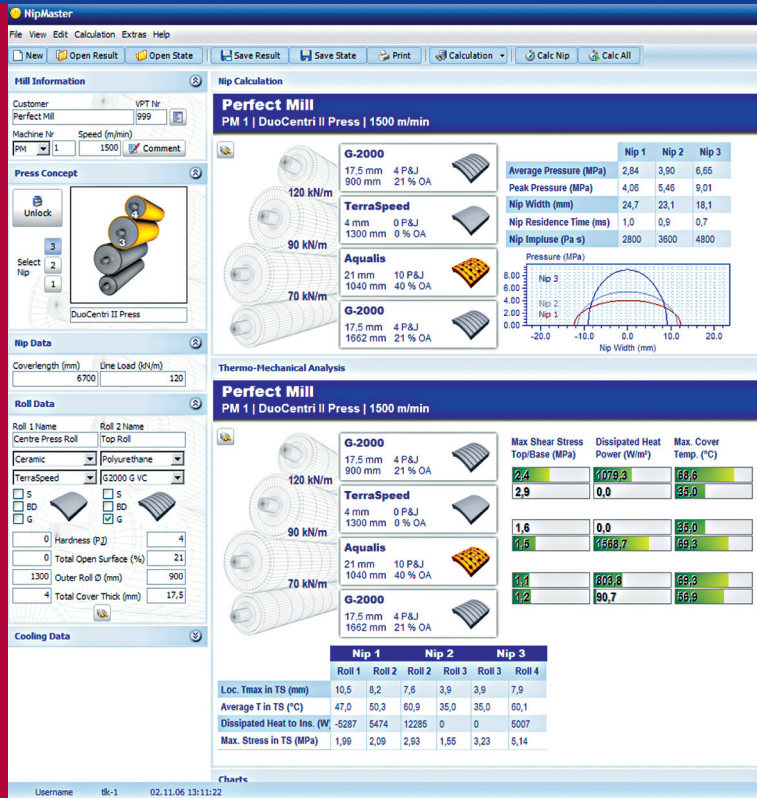 NipMaster
File View Edit Calculation Extras Help
New Open Result Open State Save Result Save State Print Calculation Calc Nip Calc All
Mill Information
Customer VPT Nr
Perfect Mill 999
Machine Nr Speed (m/min)
PM 1 1500 Comment
Press Concept
Unlock
4
3
Select Nip
3
2
1
DuoCentri II Press
Nip Data
Coverlength (mm) Line Load (kN/m)
6700 120
Roll Data
Roll 1 Name Roll 2 Name
Centre Press Roll Top Roll
Ceramic Polyurethane
TerraSpeed G2000 G VC
S S
BD BD
G G
0 Hardness (PJ) 4
0 Total Open Surface (%) 21
1300 Outer Roll Ø (mm) 900
4 Total Cover Thick (mm) 17,5
Cooling Data
Nip Calculation
Perfect Mill
PM 1 | DuoCentri II Press | 1500 m/min
120 kN/m
90 kN/m
70 kN/m
G-2000
17,5 mm 4 P&J
900 mm 21 % OA
TerraSpeed
4 mm 0 P&J
1300 mm 0 % OA
Aqualis
21 mm 10 P&J
1040 mm 40 % OA
G-2000
17,5 mm 4 P&J
1662 mm 21 % OA
Nip 1 Nip 2 Nip 3
Average Pressure (MPa) 2,84 3,90 6,65
Peak Pressure (MPa) 4,06 5,46 9,01
Nip Width (mm) 24,7 23,1 18,1
Nip Residence Time (ms) 1,0 0,9 0,7
Nip Impluse (Pa s) 2800 3600 4800
Pressure (MPa)
8.00
6.00
4.00
2.00
0.00
Nip 3
Nip 2
Nip 1
-20.0 -10.0 0.0 10.0 20.0
Nip Width (mm)
Thermo-Mechanical Analysis
Perfect Mill
PM 1 | DuoCentri II Press | 1500 m/min
120 kN/m
90 kN/m
70 kN/m
G-2000
17,5 mm 4 P&J
900 mm 21 % OA
TerraSpeed
4 mm 0 P&J
1300 mm 0 % OA
Aqualis
21 mm 10 P&J
1040 mm 40 % OA
G-2000
17,5 mm 4 P&J
1662 mm 21 % OA
Max Shear Stress Dissipated Heat Max. Cover
Top/Base (MPa) Power (W/m²) Temp. (°C)
2,4 1079,3 68,6
2,9 0,0 35,0
1,6 0,0 35,0
1,5 1568,7 69,3
1,1 803,8 69,3
1,2 90,7 56,9
Nip 1 Nip 2 Nip 3
Roll 1 Roll 2 Roll 2 Roll 3 Roll 3 Roll 4
Loc. Tmax in TS (mm) 10,5 8,2 7,6 3,9 3,9 7,9
Average T in TS (°C) 47,0 50,3 60,9 35,0 35,0 60,1
Dissipated Heat to Ins. (W) -5287 5474 12285 0 0 5007
Max. Stress in TS (MPa) 1,99 2,09 2,93 1,55 3,23 5,14
Charts
Username tlk-1 02.11.06 13:11:22